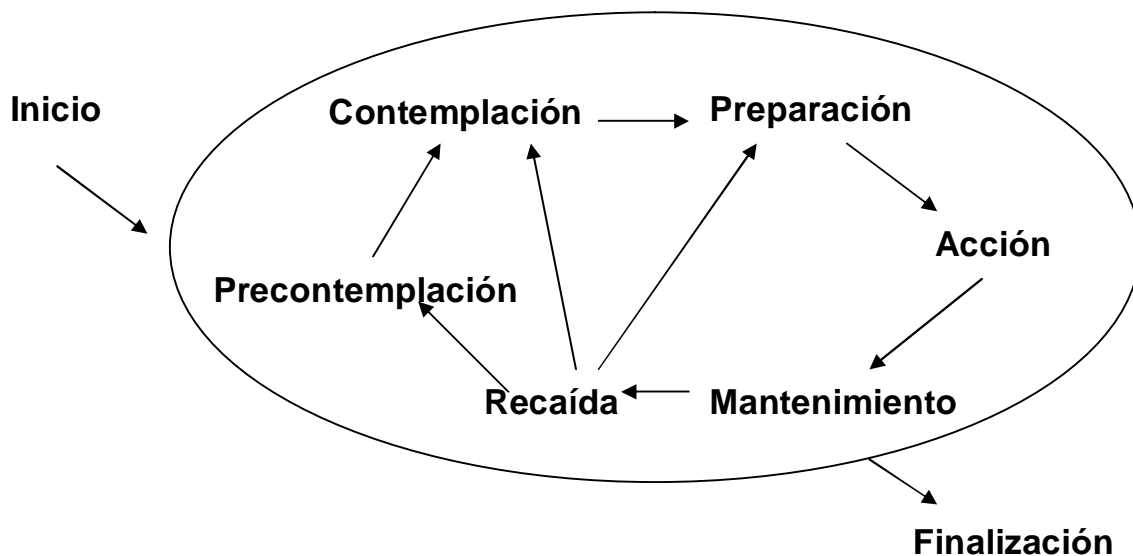 Inicio
Contemplación
Preparación
Acción
Precontemplación
Recaída
Mantenimiento
Finalización